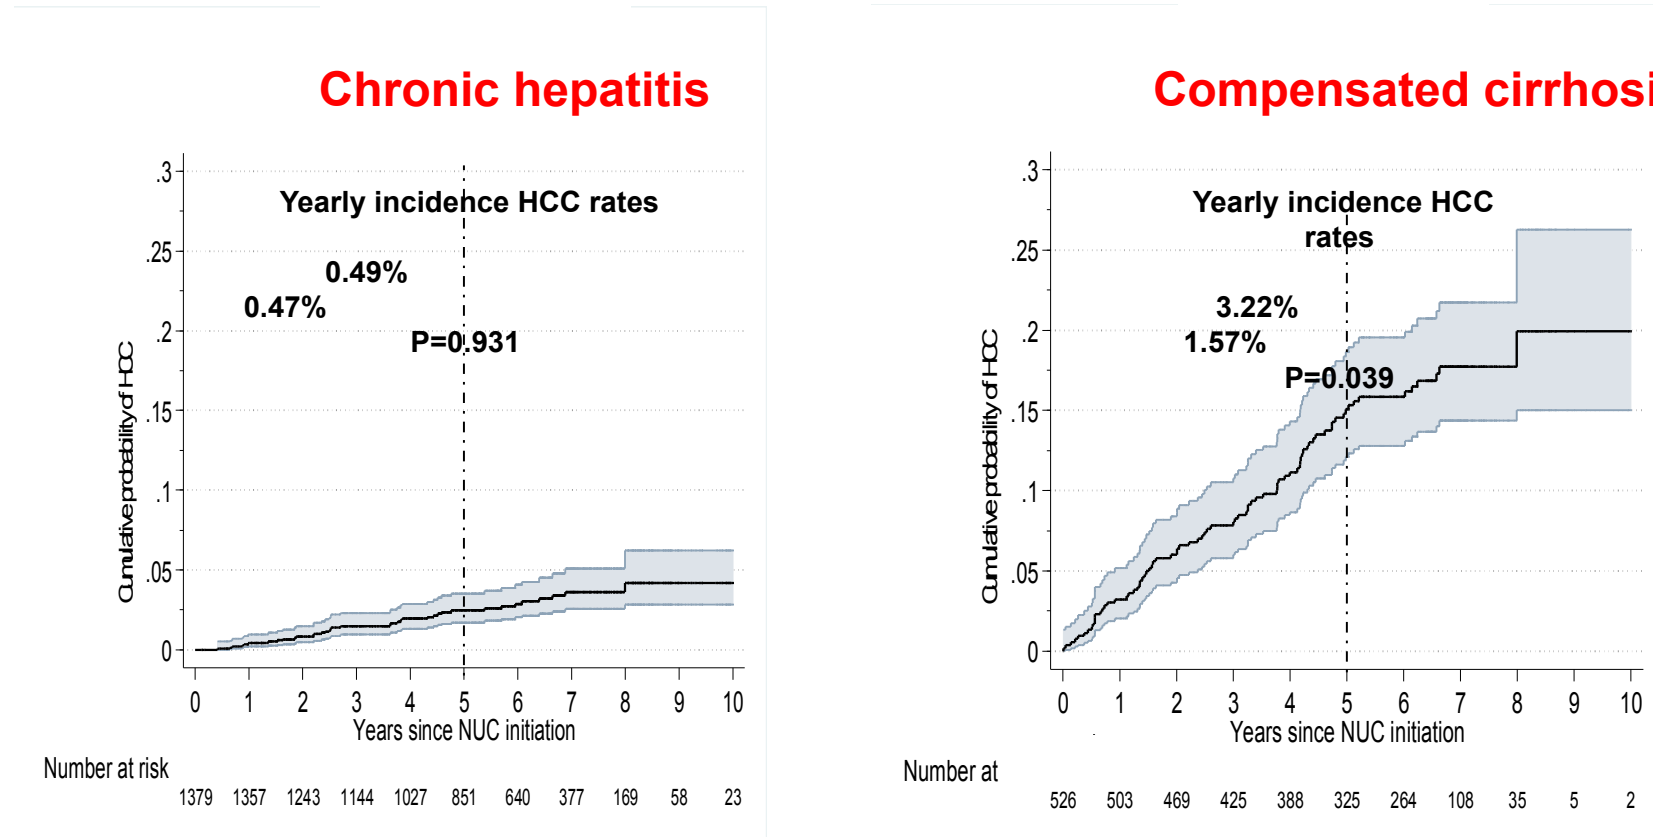 Chronic hepatitis
.3
Yearly incidence HCC rates
.25
0.49%
0.47%
.2
P=0.931
Cumulative probability of HCC
.15
.1
.05
0
0 1 2 3 4 5 6 7 8 9 10
Years since NUC initiation
Number at risk
1379 1357 1243 1144 1027 851 640 377 169 58 23
Compensated cirrhosi
.3
Yearly incidence HCC
rates
.25
3.22%
.2
1.57%
P=0.039
Cumulative probability of HCC
.15
.1
.05
0
0 1 2 3 4 5 6 7 8 9 10
Years since NUC initiation
Number at
526 503 469 425 388 325 264 108 35 5 2